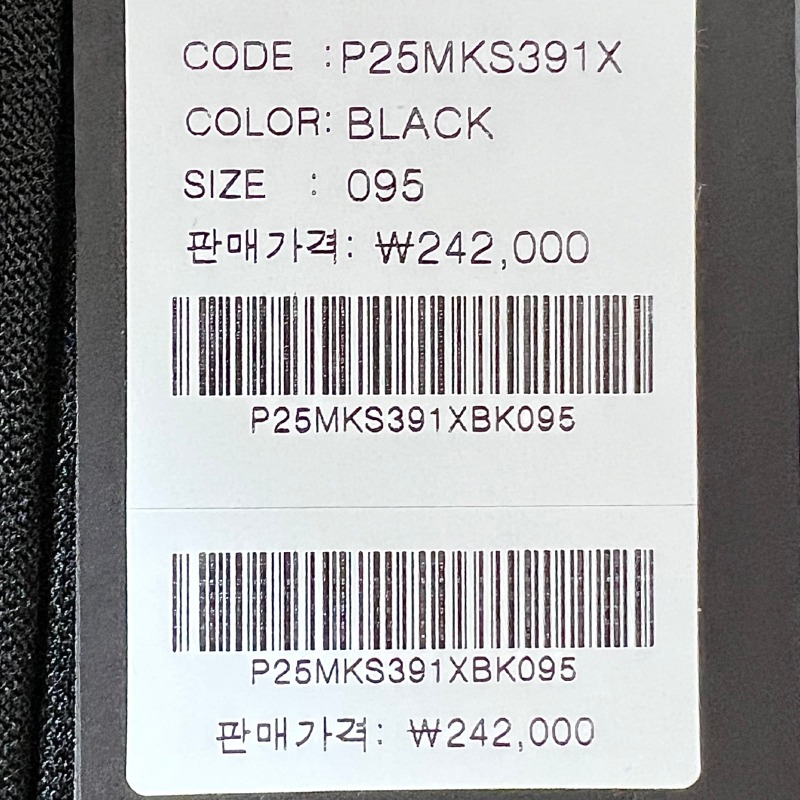 CODE : P25MKS391X
COLOR: BLACK
SIZE : 095
판매가격: ₩242,000
P25MKS391XBK095
P25MKS391XBK095
판매가격: ₩242,000